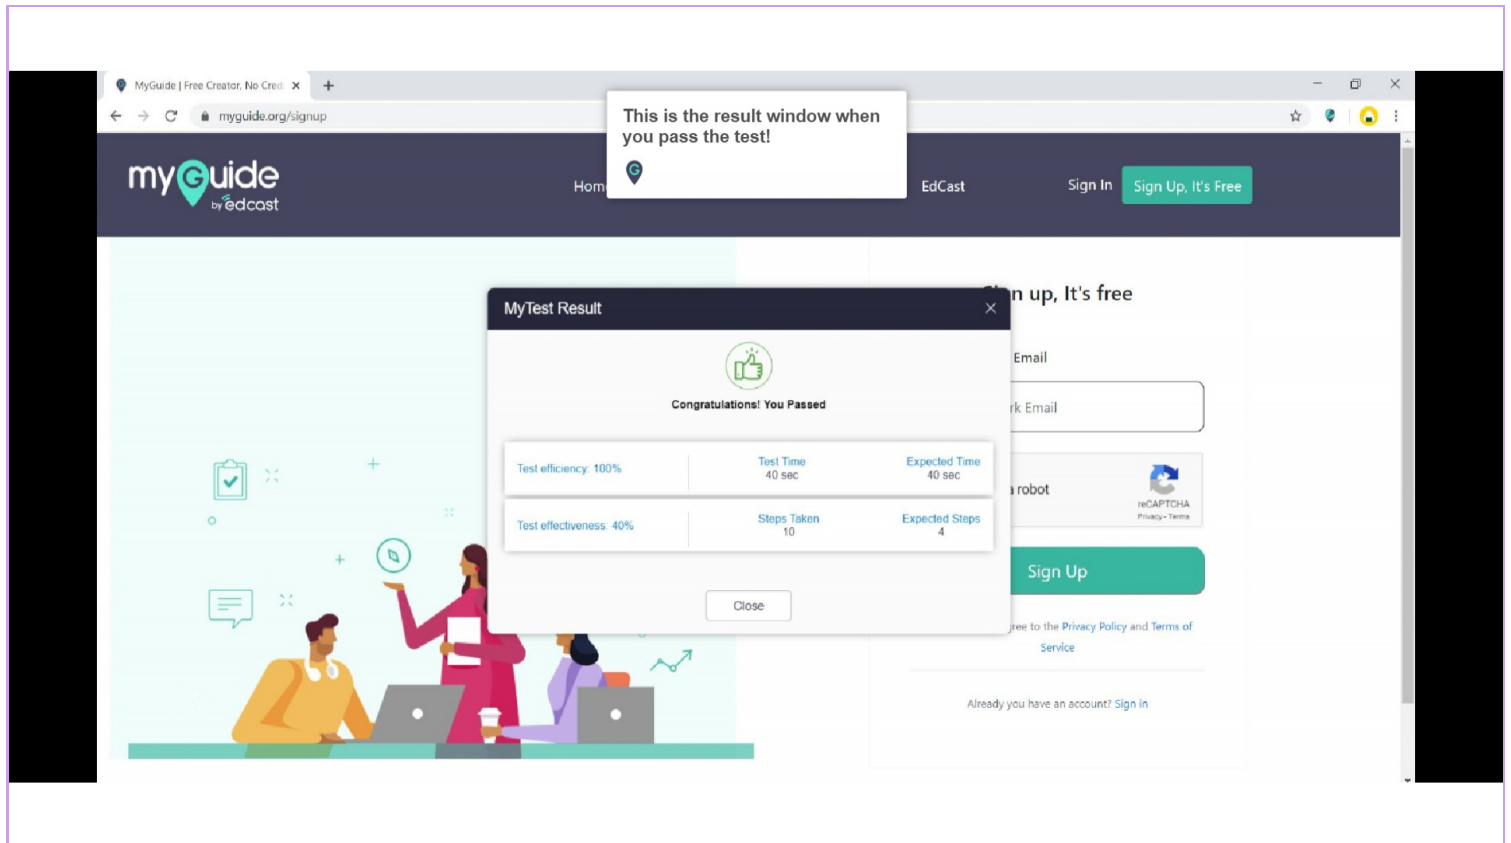 MyGuide | Free Creator, No Cred
myguide.org/signup
This is the result window when
you pass the test!
myGuide
by edcast
Hom
EdCast
Sign In
Sign Up, It's Free
n up, It's free
MyTest Result
Congratulations! You Passed
Email
rk Email
Test efficiency: 100%
Test Time
40 sec
Expected Time
40 sec
a robot
reCAPTCHA
Privacy - Terms
Test effectiveness: 40%
Steps Taken
10
Expected Steps
4
Sign Up
Close
ree to the Privacy Policy and Terms of
Service
Already you have an account? Sign in